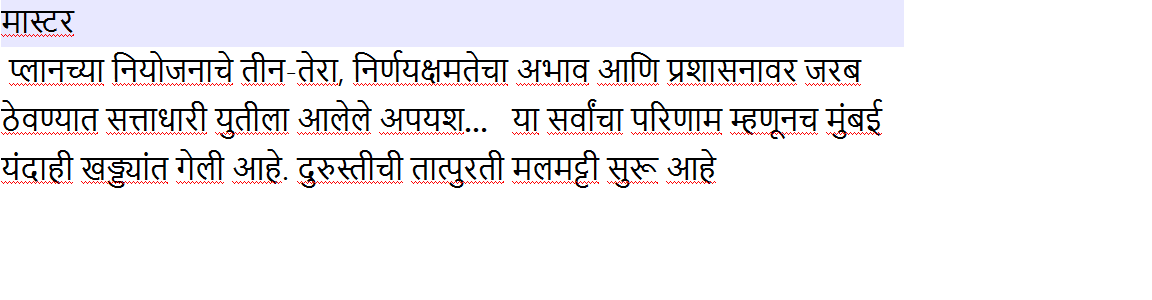 मास्टर
प्लानच्या नियोजनाचे तीन-तेरा, निर्णयक्षमतेचा अभाव आणि प्रशासनावर जरब
ठेवण्यात सत्ताधारी युतीला आलेले अपयश... या सर्वांचा परिणाम म्हणूनच मुंबई
यंदाही खड्ड्यांत गेली आहे. दुरुस्तीची तात्पुरती मलमट्टी सुरू आहे